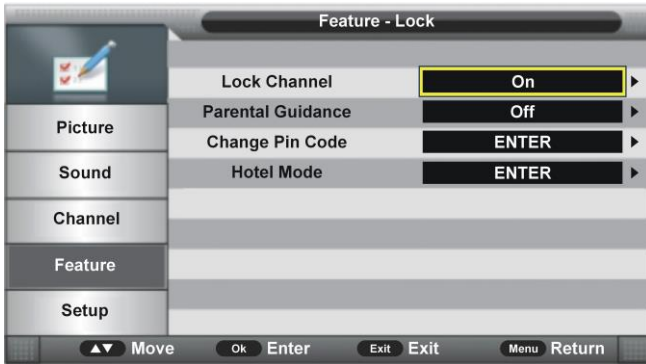 Feature - Lock
Lock Channel On
Parental Guidance Off
Change Pin Code ENTER
Hotel Mode ENTER
Picture
Sound
Channel
Feature
Setup
▲▼ Move Ok Enter Exit Exit Menu Return